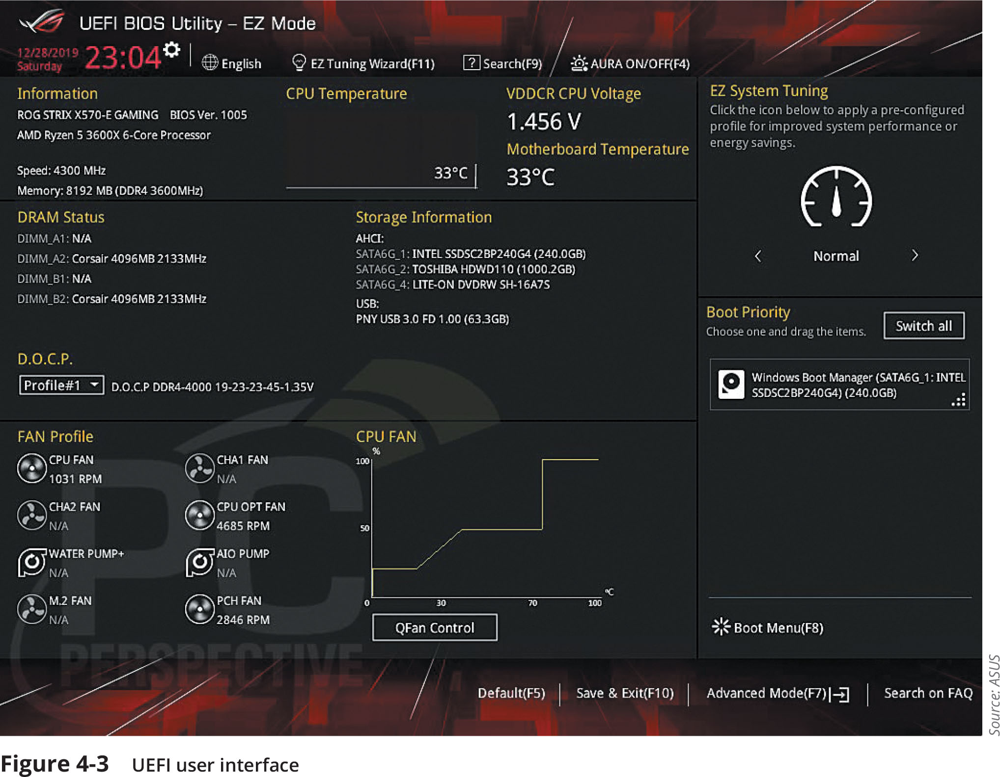 UEFI BIOS Utility – EZ Mode
12/28/2019
Saturday
23:04
English
EZ Tuning Wizard(F11)
Search(F9)
AURA ON/OFF(F4)
Information
ROG STRIX X570-E GAMING BIOS Ver. 1005
AMD Ryzen 5 3600X 6-Core Processor
Speed: 4300 MHz
Memory: 8192 MB (DDR4 3600MHz)
CPU Temperature
33°C
VDDCR CPU Voltage
1.456 V
Motherboard Temperature
33°C
EZ System Tuning
Click the icon below to apply a pre-configured
profile for improved system performance or
energy savings.
Normal
DRAM Status
DIMM_A1: N/A
DIMM_A2: Corsair 4096MB 2133MHz
DIMM_B1: N/A
DIMM_B2: Corsair 4096MB 2133MHz
Storage Information
AHCI:
SATA6G_1: INTEL SSDSC2BP240G4 (240.0GB)
SATA6G_2: TOSHIBA HDWD110 (1000.2GB)
SATA6G_4: LITE-ON DVDRW SH-16A7S
USB:
PNY USB 3.0 FD 1.00 (63.3GB)
D.O.C.P.
Profile#1
D.O.C.P DDR4-4000 19-23-23-45-1.35V
Boot Priority
Choose one and drag the items.
Switch all
Windows Boot Manager (SATA6G_1: INTEL
SSDSC2BP240G4) (240.0GB)
Boot Menu(F8)
FAN Profile
CPU FAN
1031 RPM
CHA1 FAN
N/A
CHA2 FAN
N/A
CPU OPT FAN
4685 RPM
WATER PUMP+
N/A
AIO PUMP
N/A
M.2 FAN
N/A
PCH FAN
2846 RPM
CPU FAN
%
100
50
0
30
70
100
°C
QFan Control
PC
PERSPECTIVE
Default(F5)
Save & Exit(F10)
Advanced Mode(F7)
Search on FAQ
Source: ASUS
Figure 4-3 UEFI user interface